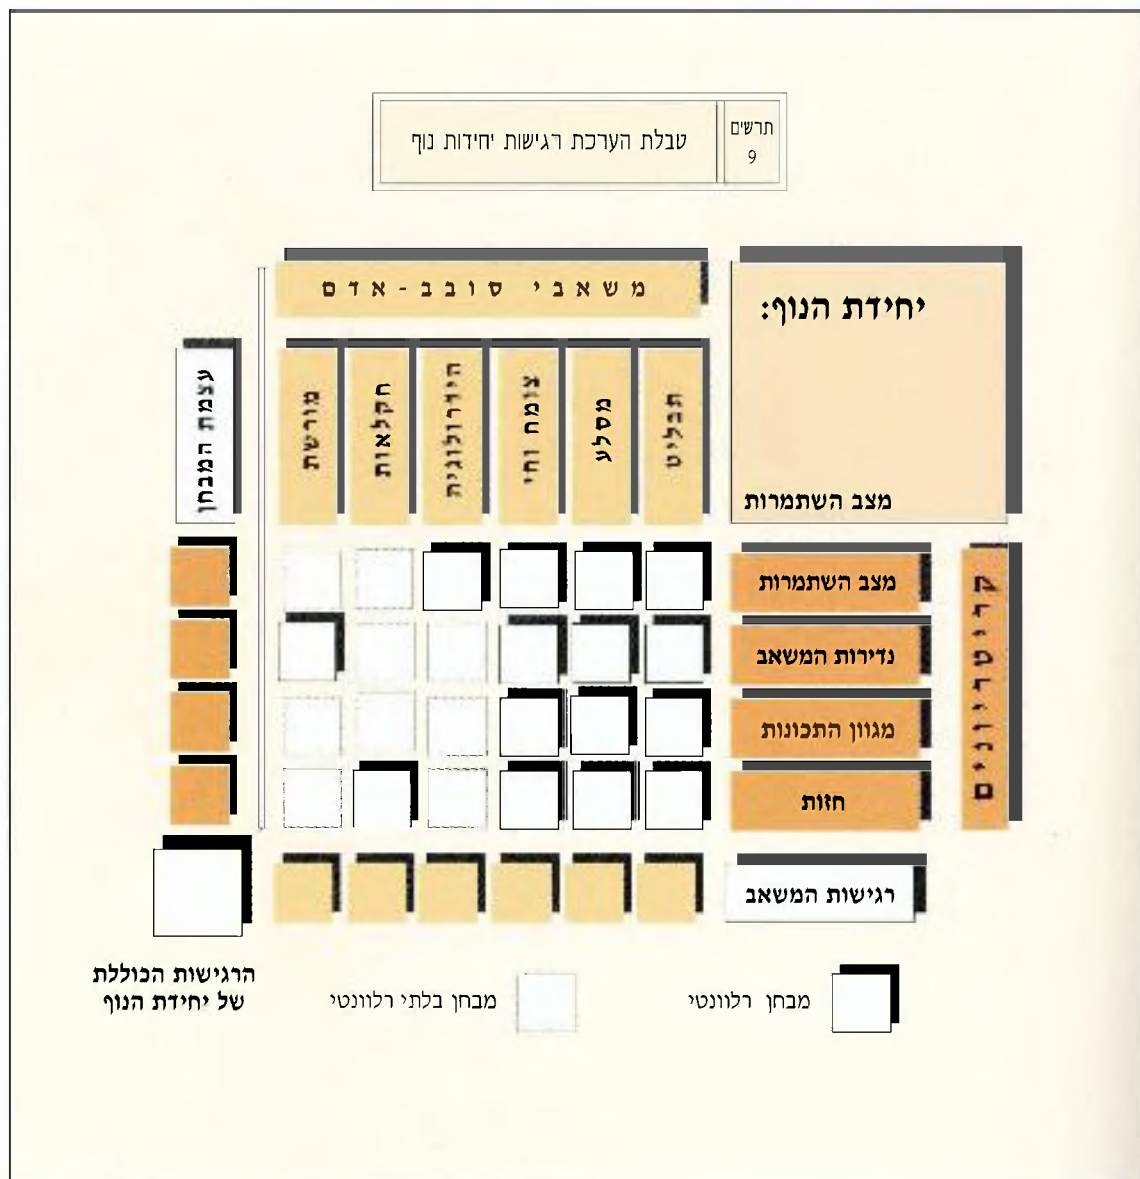 תרשים
9
טבלת הערכת רגישות יחידות נוף
משאבי סובב-אדם
יחידת הנוף:
מצב השתמרות
תבליט
מסלע
צומח וחי
הידרולוגיה
חקלאות
מורשת
עצמת המבחן
קריטריונים
מצב השתמרות
נדירות המשאב
מגוון התכונות
חזות
רגישות המשאב
הרגישות הכוללת
של יחידת הנוף
מבחן רלוונטי
מבחן בלתי רלוונטי